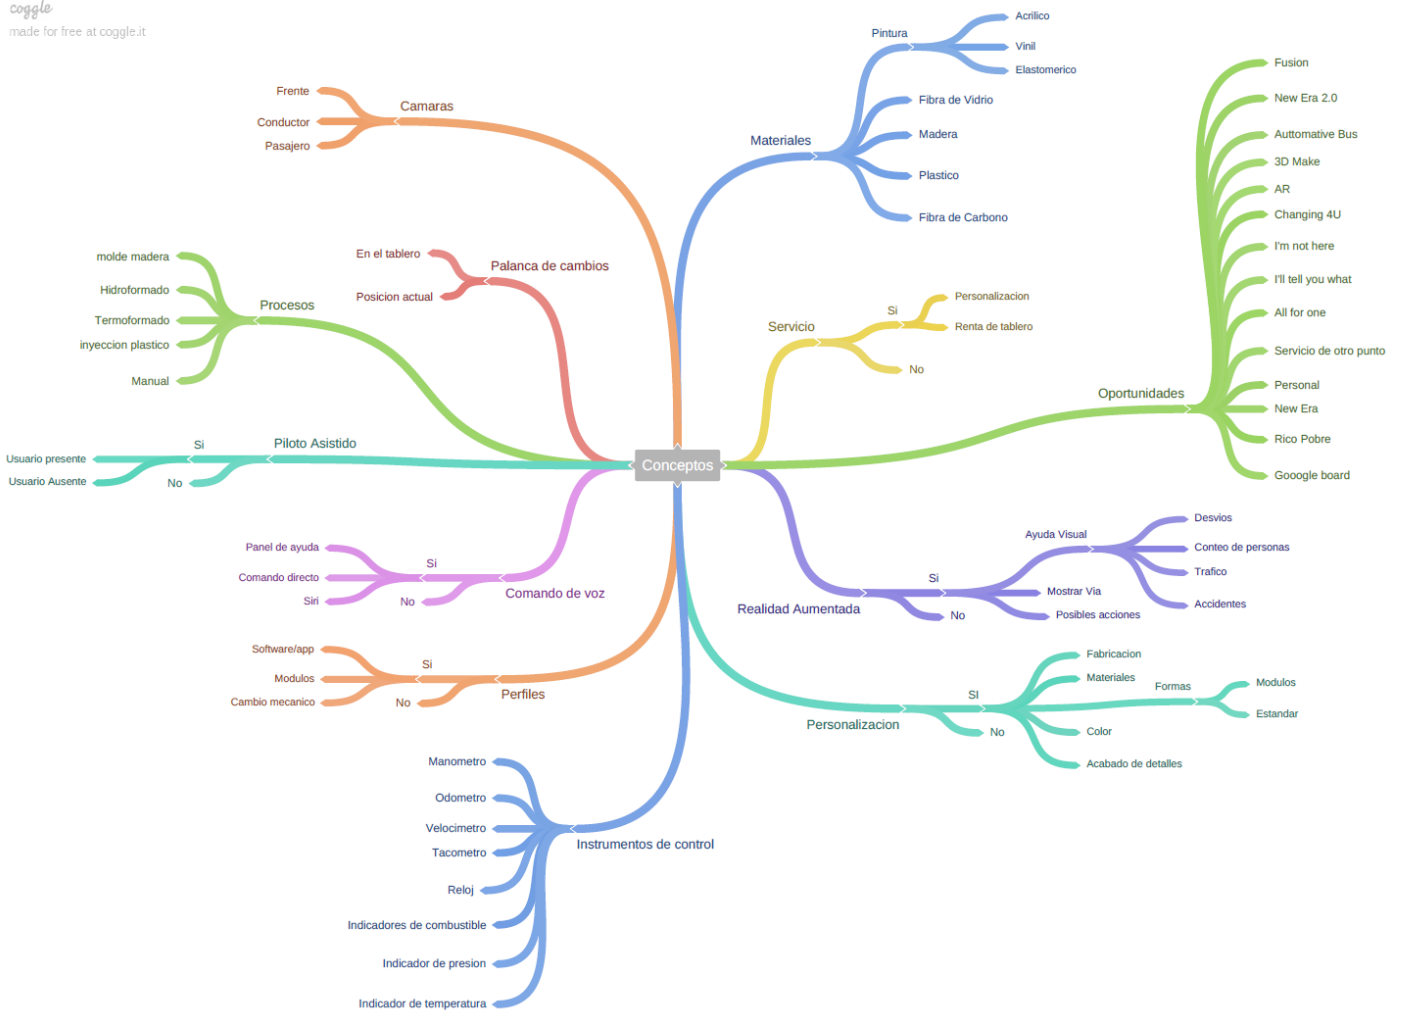 coggle
made for free at coggle.it
Conceptos
Camaras
Frente
Conductor
Pasajero
Palanca de cambios
En el tablero
Posicion actual
Procesos
molde madera
Hidroformado
Termoformado
inyeccion plastico
Manual
Piloto Asistido
Si
Usuario presente
Usuario Ausente
No
Comando de voz
Si
Panel de ayuda
Comando directo
Siri
No
Perfiles
Si
Software/app
Modulos
Cambio mecanico
No
Instrumentos de control
Manometro
Odometro
Velocimetro
Tacometro
Reloj
Indicadores de combustible
Indicador de presion
Indicador de temperatura
Materiales
Pintura
Acrilico
Vinil
Elastomerico
Fibra de Vidrio
Madera
Plastico
Fibra de Carbono
Servicio
Si
Personalizacion
Renta de tablero
No
Oportunidades
Fusion
New Era 2.0
Auttomative Bus
3D Make
AR
Changing 4U
I'm not here
I'll tell you what
All for one
Servicio de otro punto
Personal
New Era
Rico Pobre
Gooogle board
Realidad Aumentada
Si
Ayuda Visual
Desvios
Conteo de personas
Trafico
Accidentes
Mostrar Via
Posibles acciones
No
Personalizacion
SI
Fabricacion
Materiales
Formas
Modulos
Estandar
Color
Acabado de detalles
No